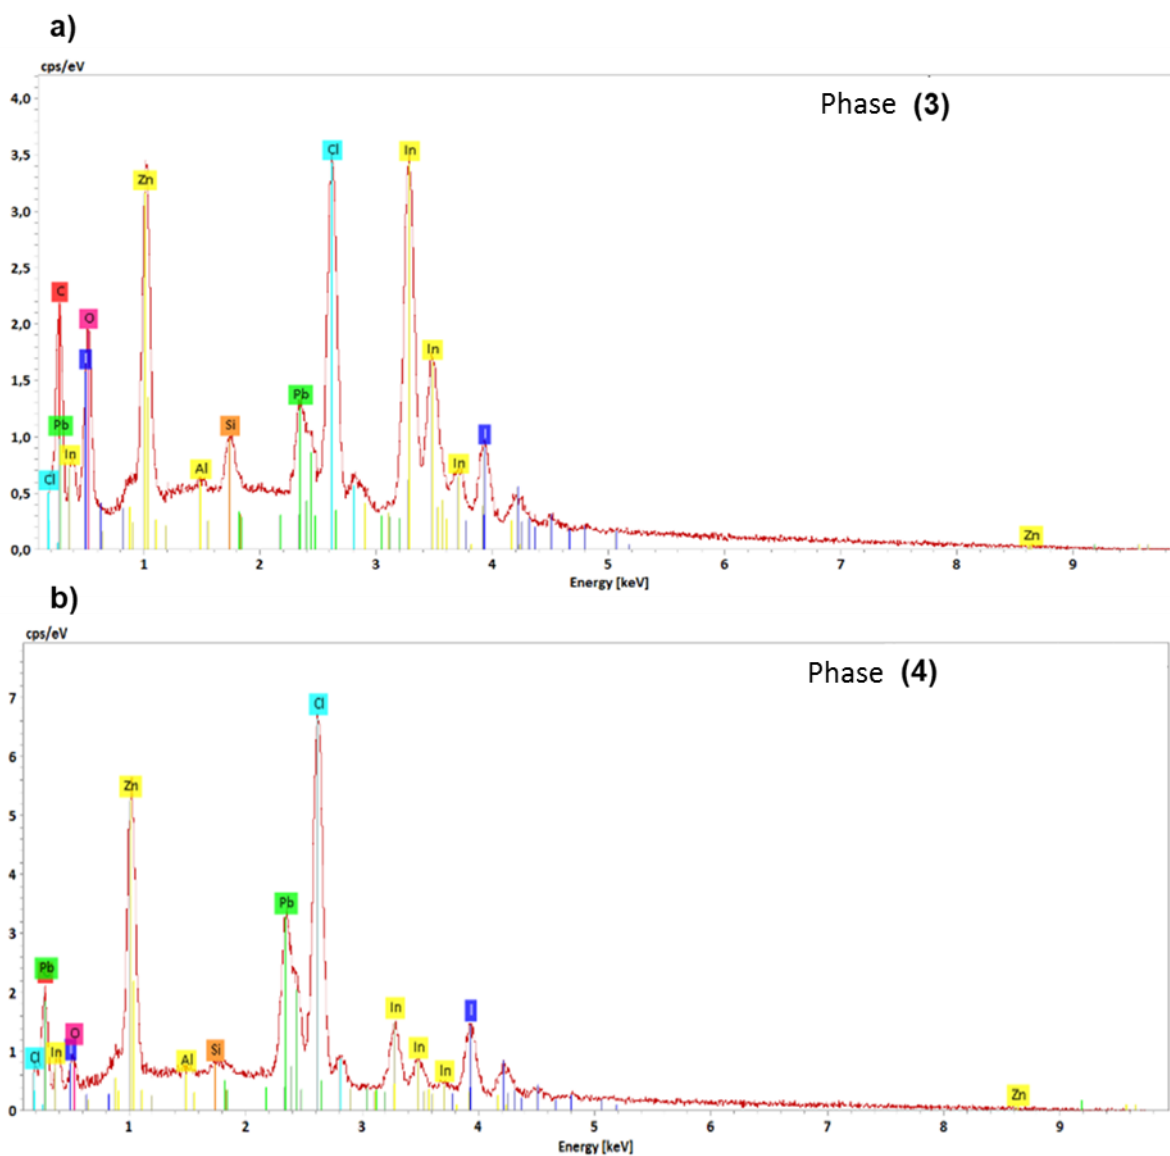 a)
cps/eV
Phase (3)
4,0
3,5
3,0
2,5
2,0
1,5
1,0
0,5
0,0
Cl
In
Zn
C
O
I
In
Pb
Pb
Si
I
In
Al
In
Cl
Zn
1 2 3 4 5 6 7 8 9
Energy [keV]
b)
cps/eV
Phase (4)
7
6
5
4
3
2
1
0
Cl
Zn
Pb
Pb
In
I
O
In
I
Cl
In
Al
Si
In
Zn
1 2 3 4 5 6 7 8 9
Energy [keV]